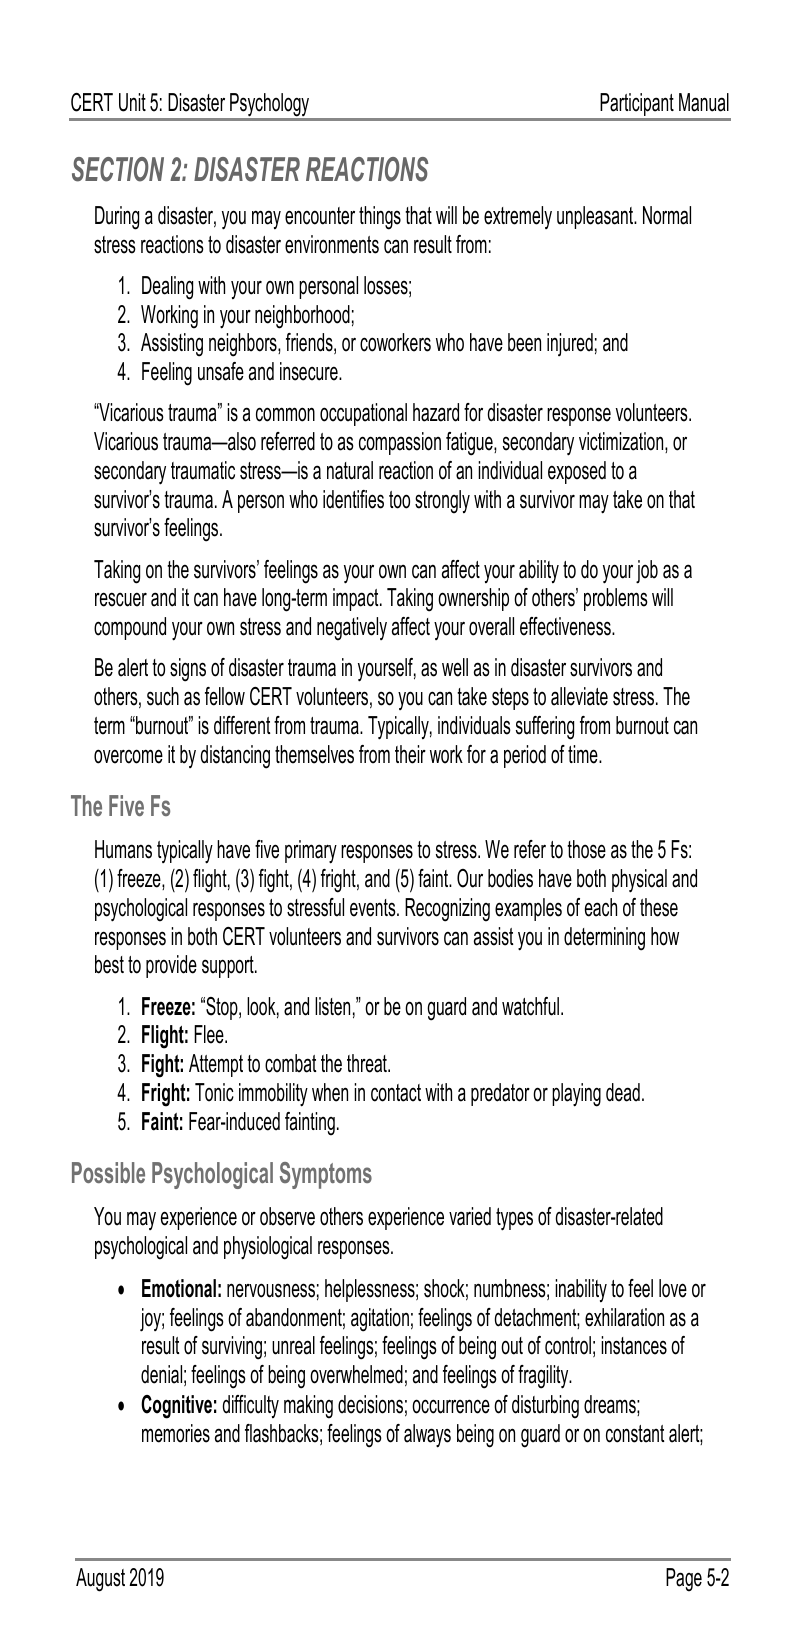 CERT Unit 5: Disaster Psychology Participant Manual
SECTION 2: DISASTER REACTIONS
During a disaster, you may encounter things that will be extremely unpleasant. Normal
stress reactions to disaster environments can result from:
1. Dealing with your own personal losses;
2. Working in your neighborhood;
3. Assisting neighbors, friends, or coworkers who have been injured; and
4. Feeling unsafe and insecure.
“Vicarious trauma” is a common occupational hazard for disaster response volunteers.
Vicarious trauma—also referred to as compassion fatigue, secondary victimization, or
secondary traumatic stress—is a natural reaction of an individual exposed to a
survivor’s trauma. A person who identifies too strongly with a survivor may take on that
survivor’s feelings.
Taking on the survivors’ feelings as your own can affect your ability to do your job as a
rescuer and it can have long-term impact. Taking ownership of others’ problems will
compound your own stress and negatively affect your overall effectiveness.
Be alert to signs of disaster trauma in yourself, as well as in disaster survivors and
others, such as fellow CERT volunteers, so you can take steps to alleviate stress. The
term “burnout” is different from trauma. Typically, individuals suffering from burnout can
overcome it by distancing themselves from their work for a period of time.
The Five Fs
Humans typically have five primary responses to stress. We refer to those as the 5 Fs:
(1) freeze, (2) flight, (3) fight, (4) fright, and (5) faint. Our bodies have both physical and
psychological responses to stressful events. Recognizing examples of each of these
responses in both CERT volunteers and survivors can assist you in determining how
best to provide support.
1. Freeze: “Stop, look, and listen,” or be on guard and watchful.
2. Flight: Flee.
3. Fight: Attempt to combat the threat.
4. Fright: Tonic immobility when in contact with a predator or playing dead.
5. Faint: Fear-induced fainting.
Possible Psychological Symptoms
You may experience or observe others experience varied types of disaster-related
psychological and physiological responses.
• Emotional: nervousness; helplessness; shock; numbness; inability to feel love or
joy; feelings of abandonment; agitation; feelings of detachment; exhilaration as a
result of surviving; unreal feelings; feelings of being out of control; instances of
denial; feelings of being overwhelmed; and feelings of fragility.
• Cognitive: difficulty making decisions; occurrence of disturbing dreams;
memories and flashbacks; feelings of always being on guard or on constant alert;
August 2019 Page 5-2